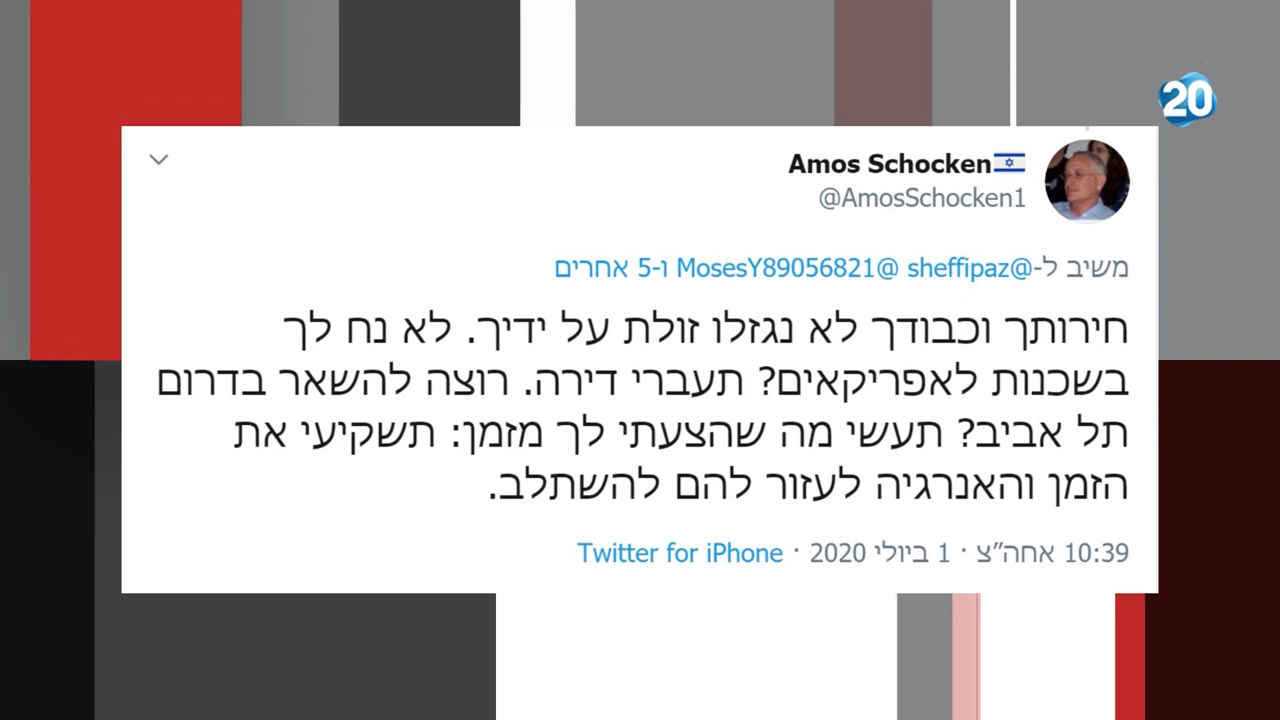 20
Amos Schocken
@AmosSchocken1
משיב ל-@sheffipaz @MosesY89056821 ו-5 אחרים
חירותך וכבודך לא נגזלו זולת על ידיך. לא נח לך
בשכנות לאפריקאים? תעברי דירה. רוצה להשאר בדרום
תל אביב? תעשי מה שהצעתי לך מזמן: תשקיעי את
הזמן והאנרגיה לעזור להם להשתלב.
10:39 אחה״צ · 1 ביולי 2020 · Twitter for iPhone